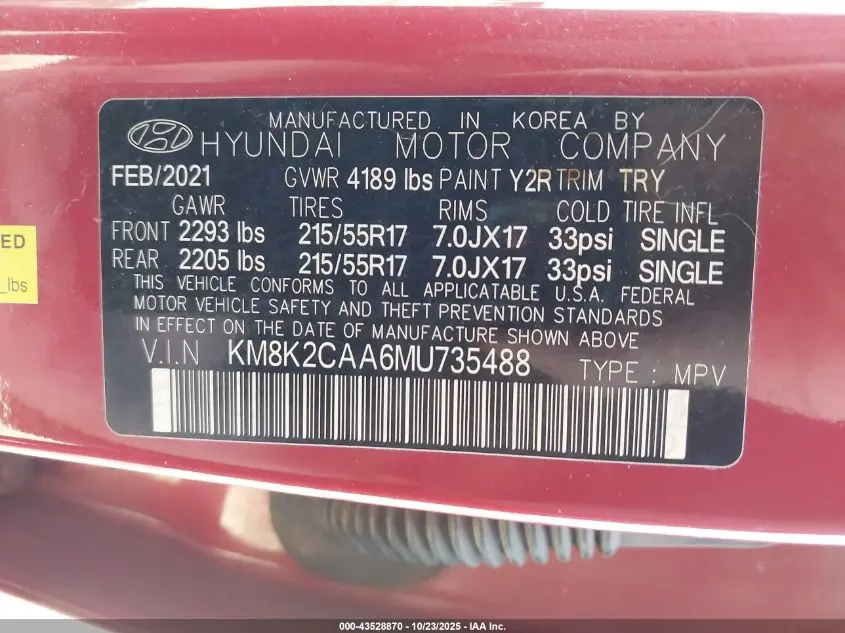 MANUFACTURED IN KOREA BY
HYUNDAI MOTOR COMPANY
FEB/2021 GVWR 4189 lbs PAINT Y2R TRIM TRY
GAWR TIRES RIMS COLD TIRE INFL
FRONT 2293 lbs 215/55R17 7.0JX17 33psi SINGLE
REAR 2205 lbs 215/55R17 7.0JX17 33psi SINGLE
THIS VEHICLE CONFORMS TO ALL APPLICATABLE U.S.A. FEDERAL
MOTOR VEHICLE SAFETY AND THEFT PREVENTION STANDARDS
IN EFFECT ON THE DATE OF MANUFACTURE SHOWN ABOVE
V.I.N KM8K2CAA6MU735488 TYPE : MPV
ED
lbs
000-43528870 - 10/23/2025 - IAA Inc.